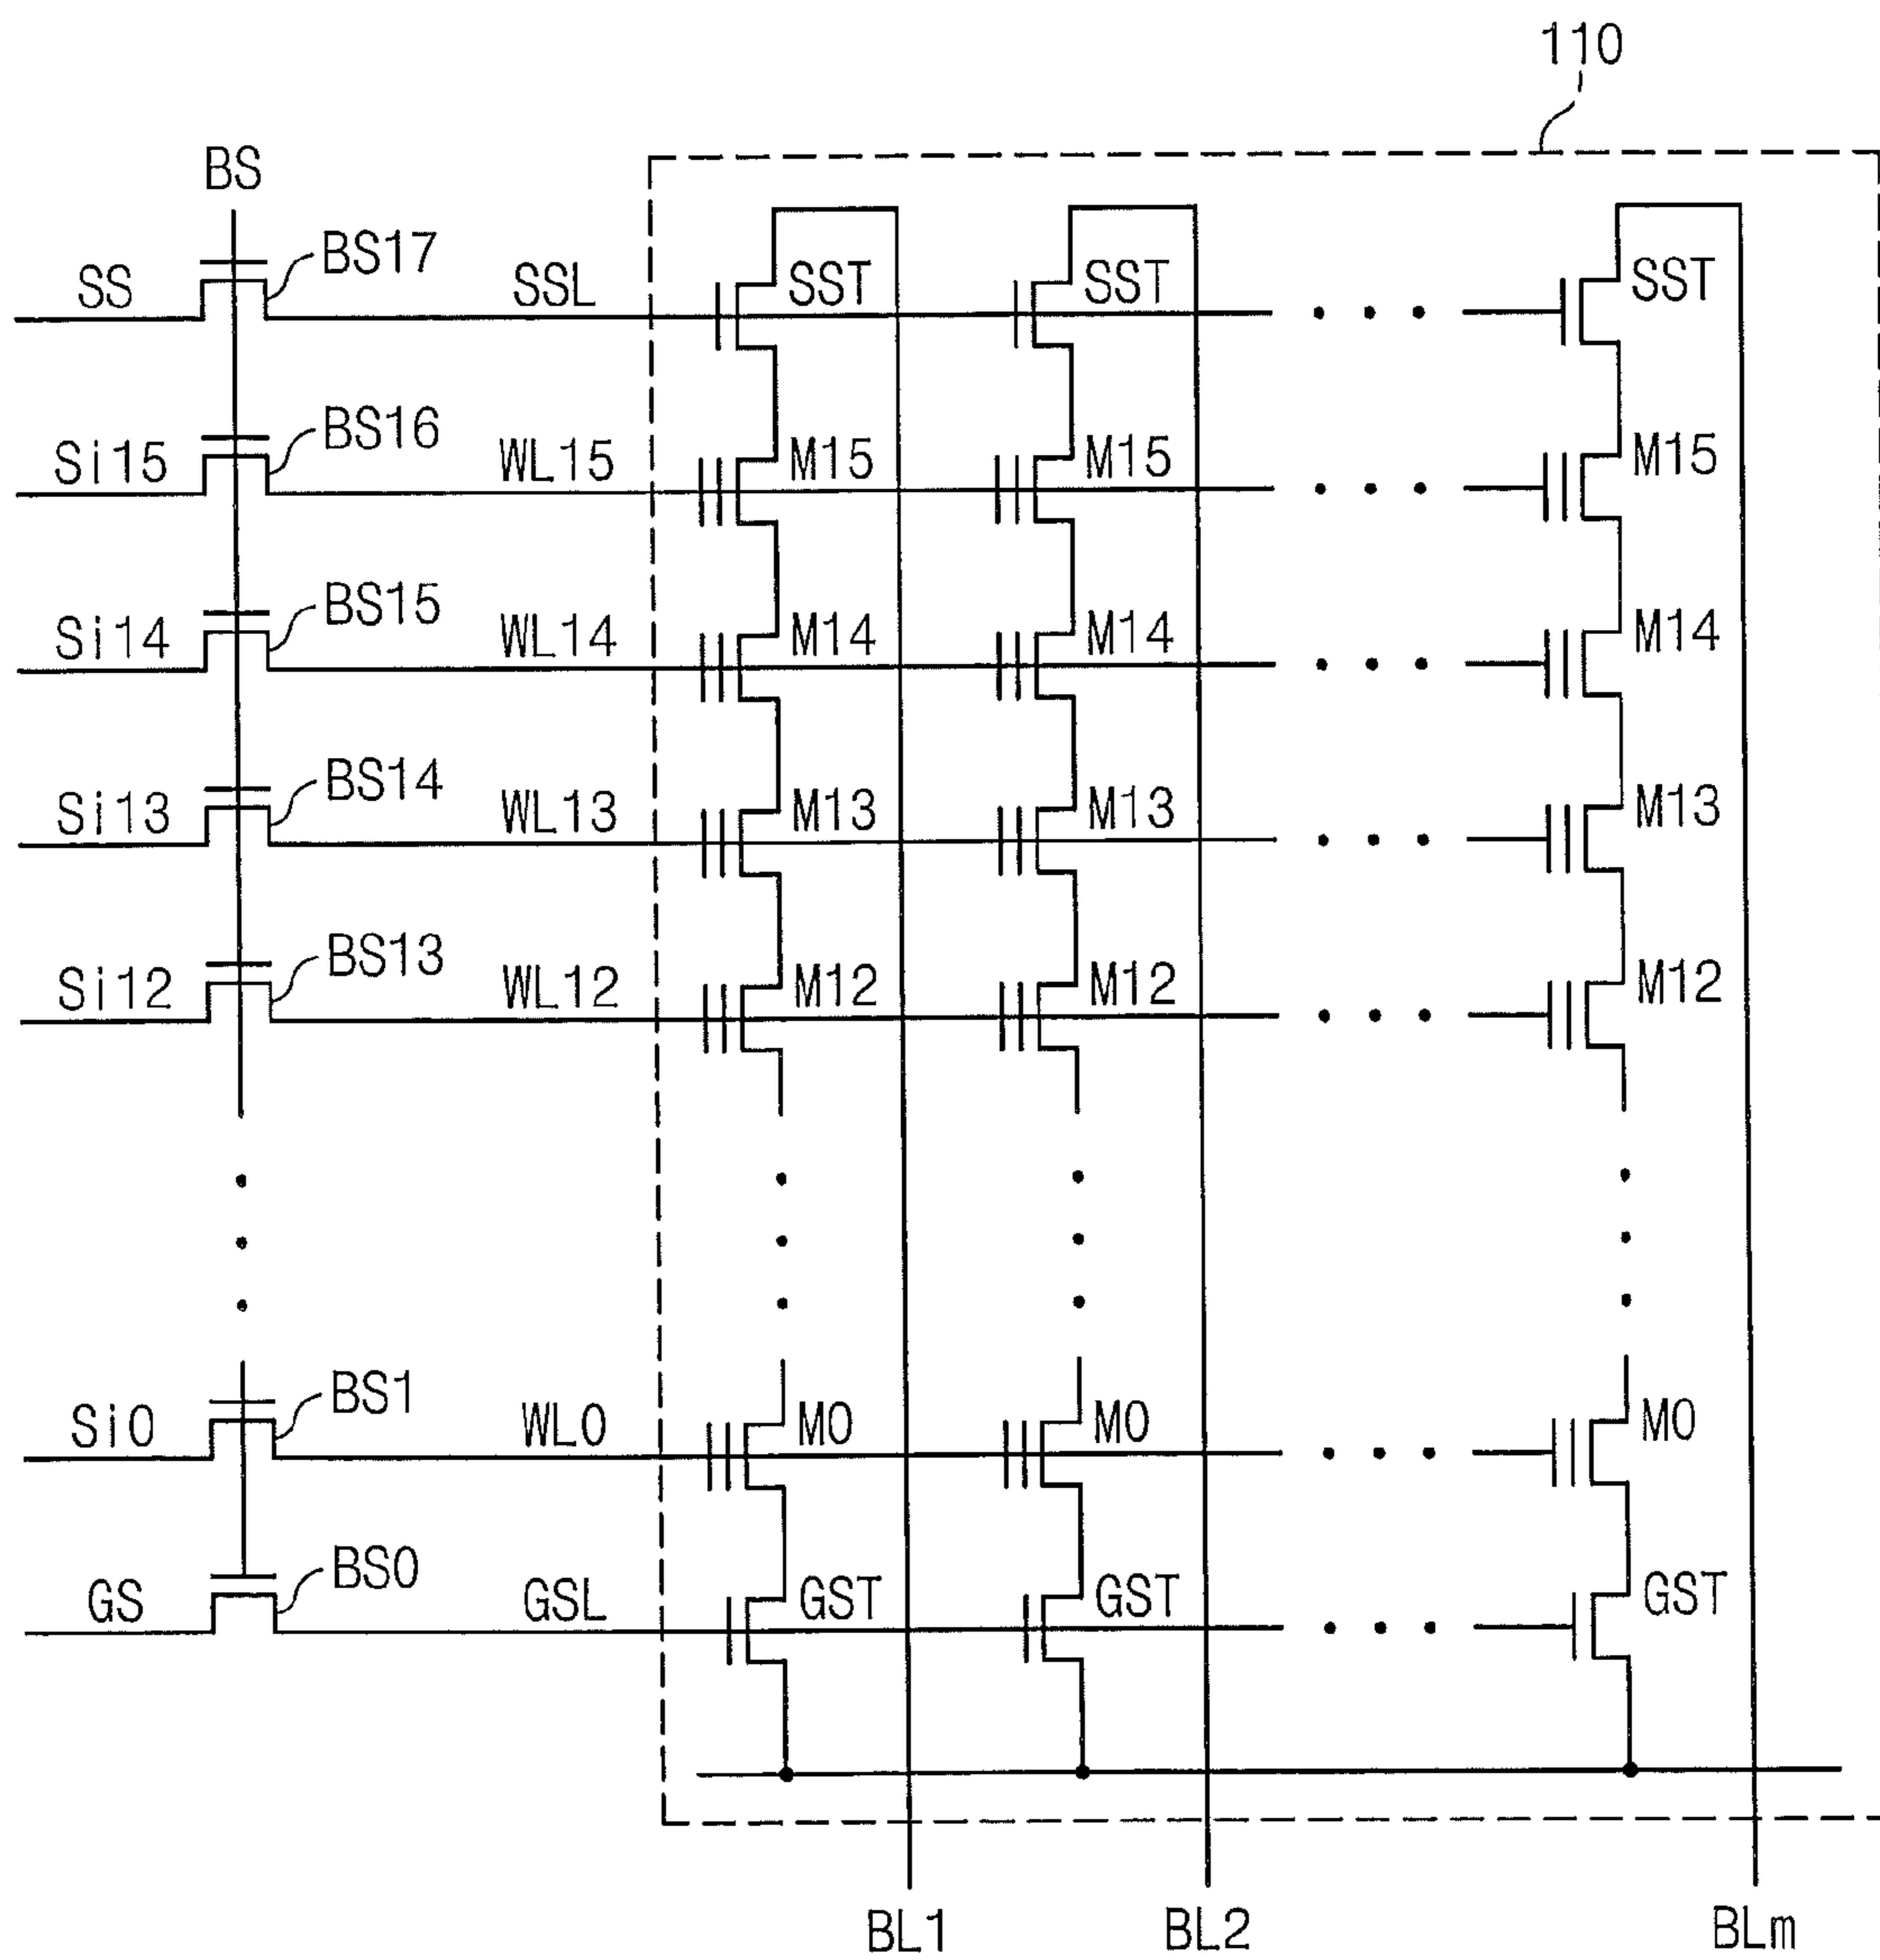 110
BS
SS BS17 SSL SST SST SST
Si15 BS16 WL15 M15 M15 M15
Si14 BS15 WL14 M14 M14 M14
Si13 BS14 WL13 M13 M13 M13
Si12 BS13 WL12 M12 M12 M12
Si0 BS1 WL0 M0 M0 M0
GS BS0 GSL GST GST GST
BL1 BL2 BLm